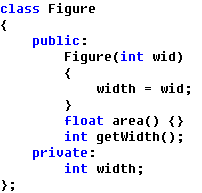 class Figure
{
    public:
        Figure(int wid)
        {
            width = wid;
        }
        float area() {}
        int getWidth();
    private:
        int width;
};